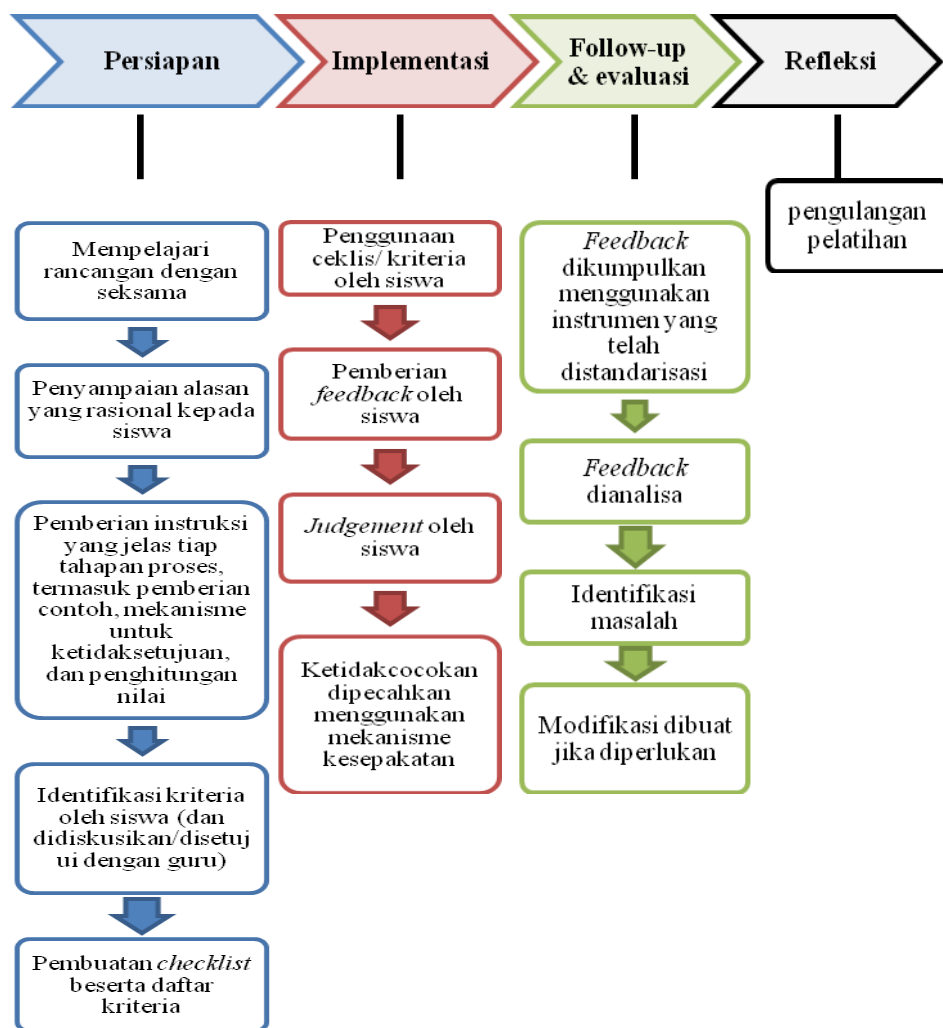 Persiapan
Implementasi
Follow-up
& evaluasi
Refleksi
Mempelajari
rancangan dengan
seksama
Penyampaian alasan
yang rasional kepada
siswa
Pemberian instruksi
yang jelas tiap
tahapan proses,
termasuk pemberian
contoh, mekanisme
untuk
ketidaksetujuan,
dan penghitungan
nilai
Identifikasi kriteria
oleh siswa (dan
didiskusikan/disetuj
ui dengan guru)
Pembuatan checklist
beserta daftar
kriteria
Penggunaan
ceklis/ kriteria
oleh siswa
Pemberian
feedback oleh
siswa
Judgement oleh
siswa
Ketidakcocokan
dipecahkan
menggunakan
mekanisme
kesepakatan
Feedback
dikumpulkan
menggunakan
instrumen yang
telah
distandarisasi
Feedback
dianalisa
Identifikasi
masalah
Modifikasi dibuat
jika diperlukan
pengulangan
pelatihan